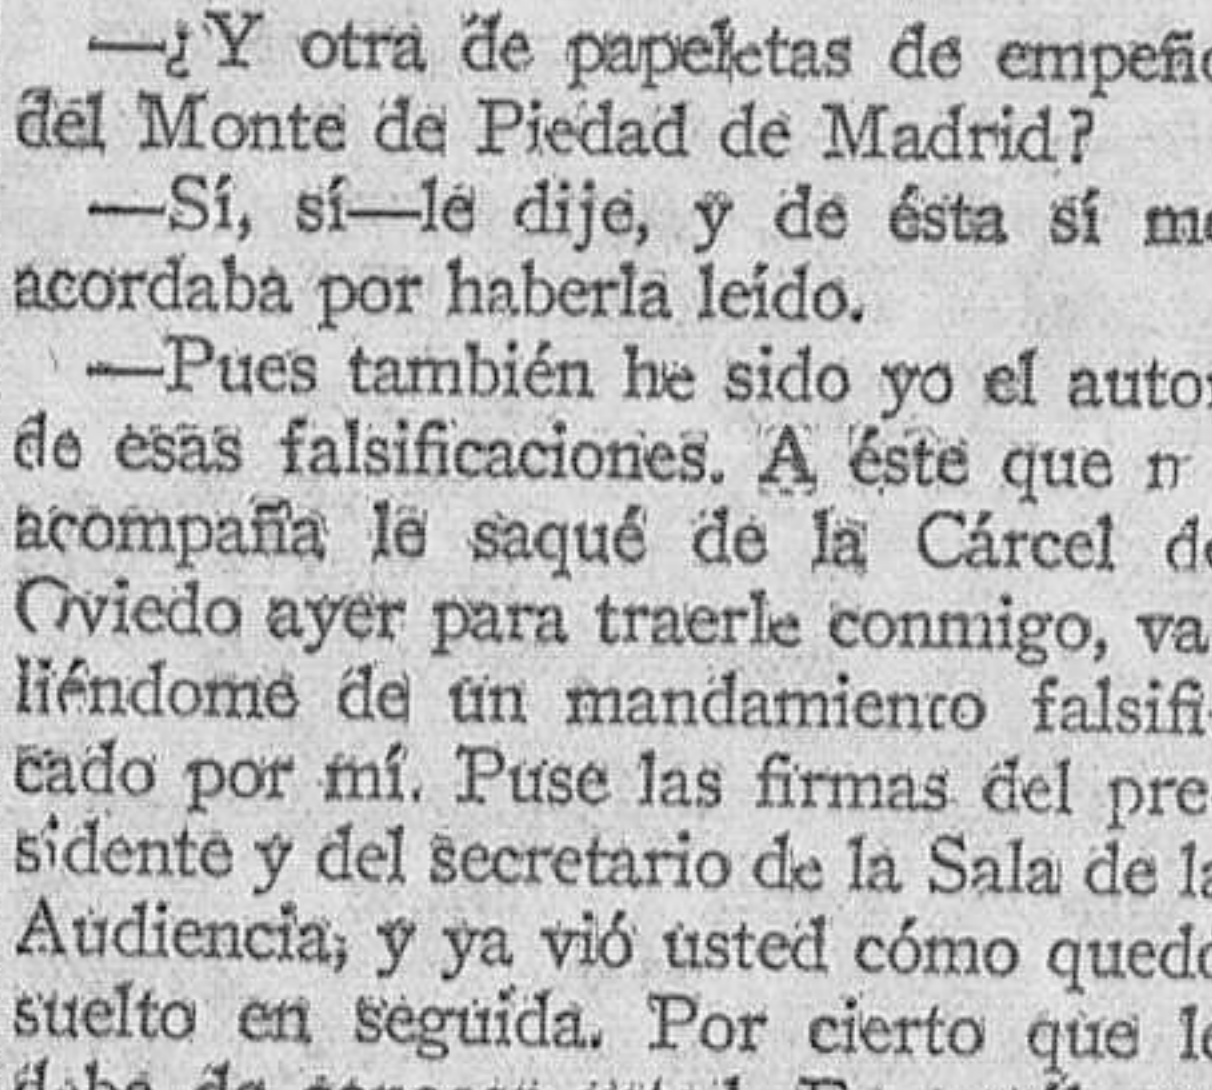 —¿Y otra de papeletas de empeño
del Monte de Piedad de Madrid?
—Sí, sí—le dije, y de ésta sí me
acordaba por haberla leído.
—Pues también he sido yo el autor
de esas falsificaciones. A éste que
acompaña le saqué de la Cárcel de
Oviedo ayer para traerle conmigo, va-
liéndome de un mandamiento falsifi-
cado por mí. Puse las firmas del pre-
sidente y del secretario de la Sala de la
Audiencia; y ya vió usted cómo quedó
suelto en seguida. Por cierto que le